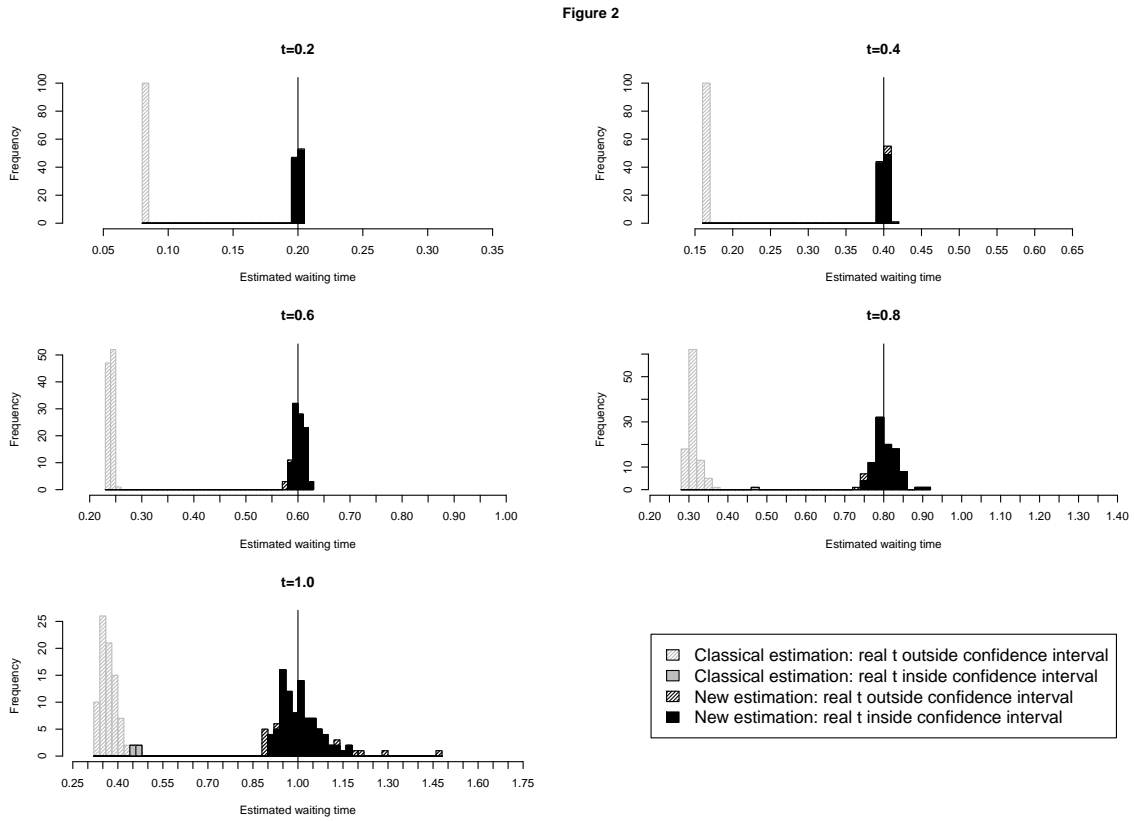 Figure 2
t=0.2
Frequency
0 20 40 60 80 100
0.05 0.10 0.15 0.20 0.25 0.30 0.35
Estimated waiting time
t=0.4
Frequency
0 20 40 60 80 100
0.15 0.20 0.25 0.30 0.35 0.40 0.45 0.50 0.55 0.60 0.65
Estimated waiting time
t=0.6
Frequency
0 10 20 30 40 50
0.20 0.30 0.40 0.50 0.60 0.70 0.80 0.90 1.00
Estimated waiting time
t=0.8
Frequency
0 10 30 50
0.20 0.30 0.40 0.50 0.60 0.70 0.80 0.90 1.00 1.10 1.20 1.30 1.40
Estimated waiting time
t=1.0
Frequency
0 5 10 15 20 25
0.25 0.40 0.55 0.70 0.85 1.00 1.15 1.30 1.45 1.60 1.75
Estimated waiting time
Classical estimation: real t outside confidence interval
Classical estimation: real t inside confidence interval
New estimation: real t outside confidence interval
New estimation: real t inside confidence interval